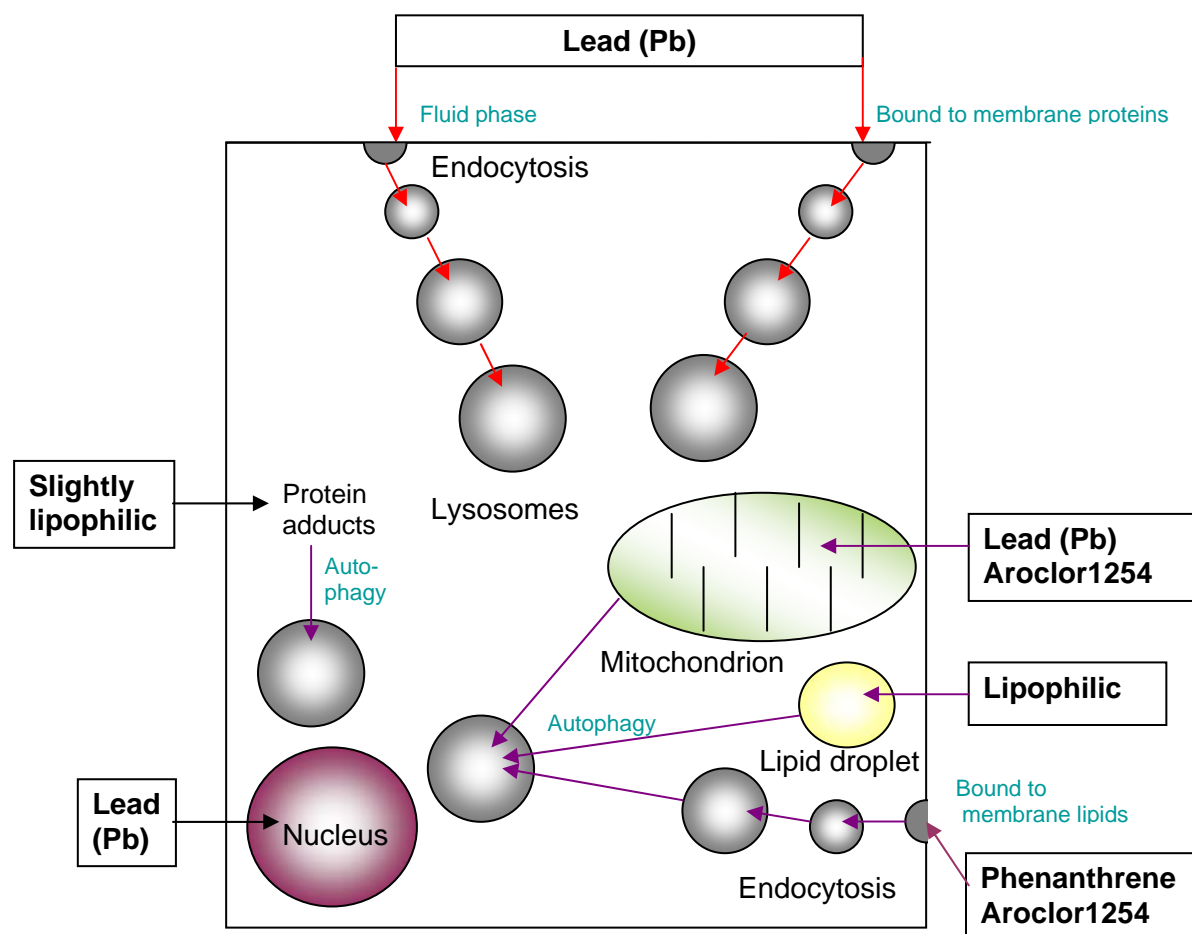 Lead (Pb)
Fluid phase
Bound to membrane proteins
Endocytosis
Slightly
lipophilic
Protein
adducts
Lysosomes
Auto-
phagy
Lead (Pb)
Aroclor1254
Mitochondrion
Lipophilic
Autophagy
Lipid droplet
Lead
(Pb)
Nucleus
Bound to
membrane lipids
Endocytosis
Phenanthrene
Aroclor1254